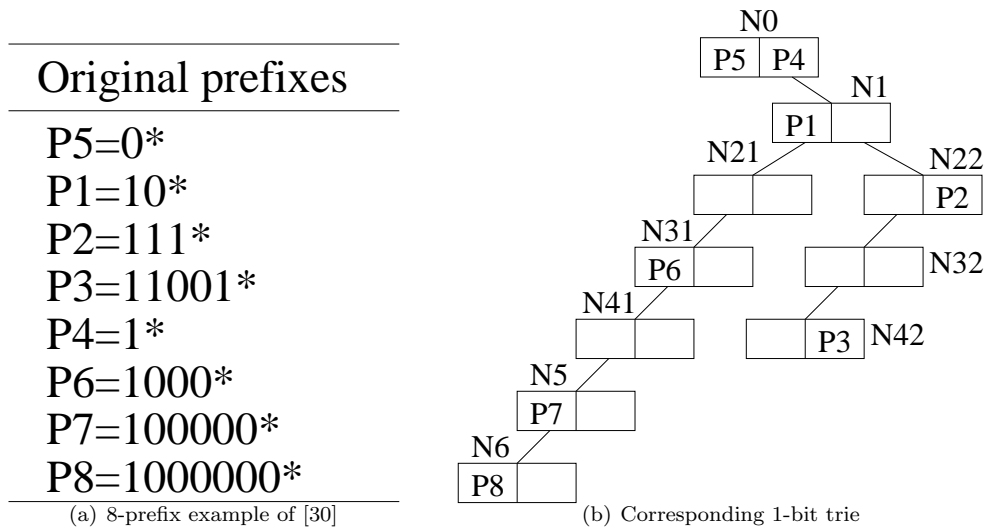 Original prefixes
P5=0*
P1=10*
P2=111*
P3=11001*
P4=1*
P6=1000*
P7=100000*
P8=1000000*
(a) 8-prefix example of [30]
N0
P5 P4
N1
P1
N21
N22
P2
N31
P6
N32
N41
P3
N42
N5
P7
N6
P8
(b) Corresponding 1-bit trie